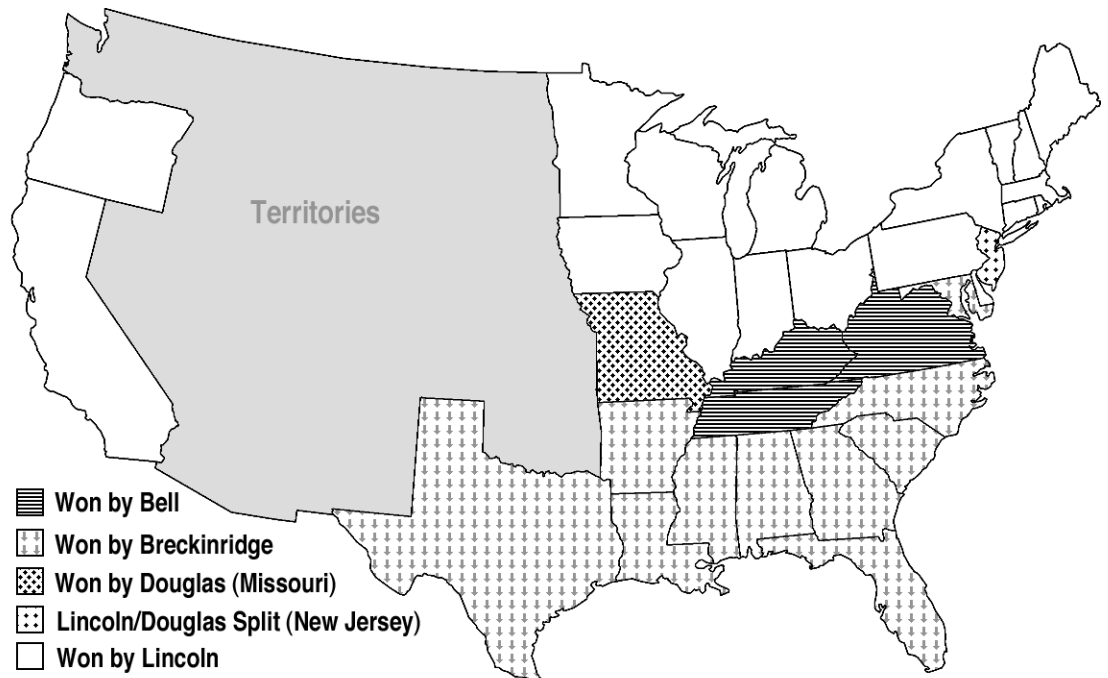 Territories
Won by Bell
Won by Breckinridge
Won by Douglas (Missouri)
Lincoln/Douglas Split (New Jersey)
Won by Lincoln